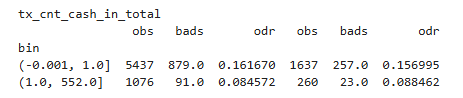 tx_cnt_cash_in_total
obs bads odr obs bads odr
bin
(-0.001, 1.0] 5437 879.0 0.161670 1637 257.0 0.156995
(1.0, 552.0] 1076 91.0 0.084572 260 23.0 0.088462